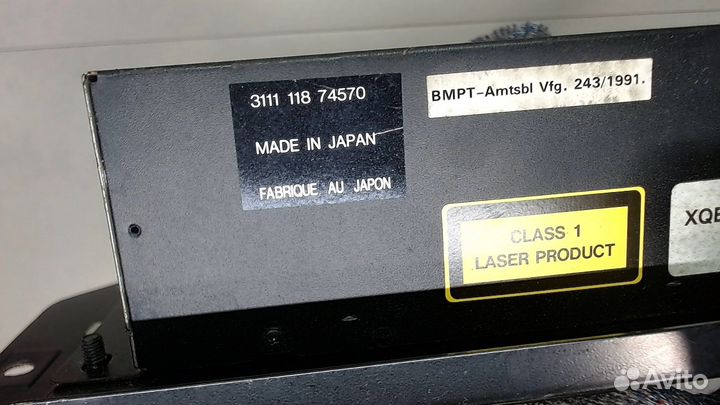 3111 118 74570
MADE IN JAPAN
FABRIQUE AU JAPON
BMPT-Amtsbl Vfg. 243/1991.
CLASS 1
LASER PRODUCT
Avito